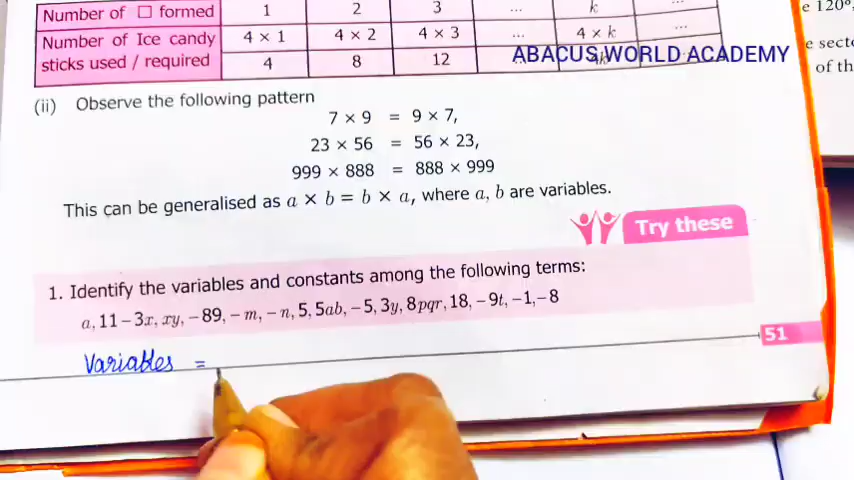 Number of □ formed 1 2 3 ... k ...
Number of Ice candy sticks used / required 4 × 1 4 × 2 4 × 3 ... 4 × k ...
4 8 12
ABACUS WORLD ACADEMY
e 120°,
e secto
of th
(ii) Observe the following pattern
7 × 9 = 9 × 7,
23 × 56 = 56 × 23,
999 × 888 = 888 × 999
This can be generalised as a × b = b × a, where a, b are variables.
Try these
1. Identify the variables and constants among the following terms:
a, 11 – 3x, xy, – 89, – m, – n, 5, 5ab, – 5, 3y, 8pqr, 18, – 9t, –1, – 8
51
Variables =